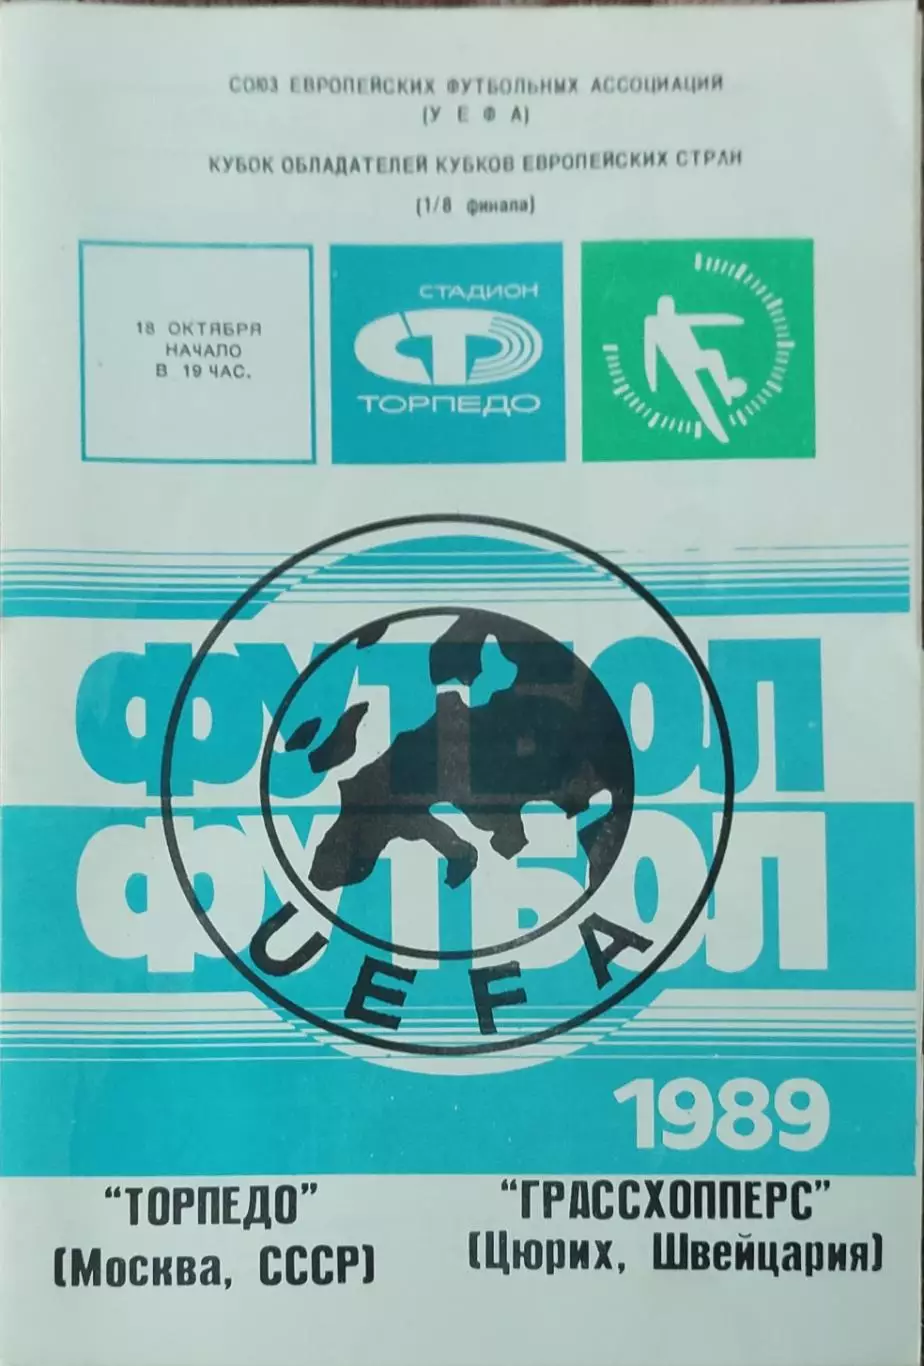 СОЮЗ ЕВРОПЕЙСКИХ ФУТБОЛЬНЫХ АССОЦИАЦИЙ
(У Е Ф А)
КУБОК ОБЛАДАТЕЛЕЙ КУБКОВ ЕВРОПЕЙСКИХ СТРАН
(1/8 финала)
18 ОКТЯБРЯ
НАЧАЛО
В 19 ЧАС.
СТАДИОН
СТ
ТОРПЕДО
ФУТБОЛ
ФУТБОЛ
UEFA
1989
"ТОРПЕДО"
(Москва, СССР)
"ГРАССХОППЕРС"
(Цюрих, Швейцария)